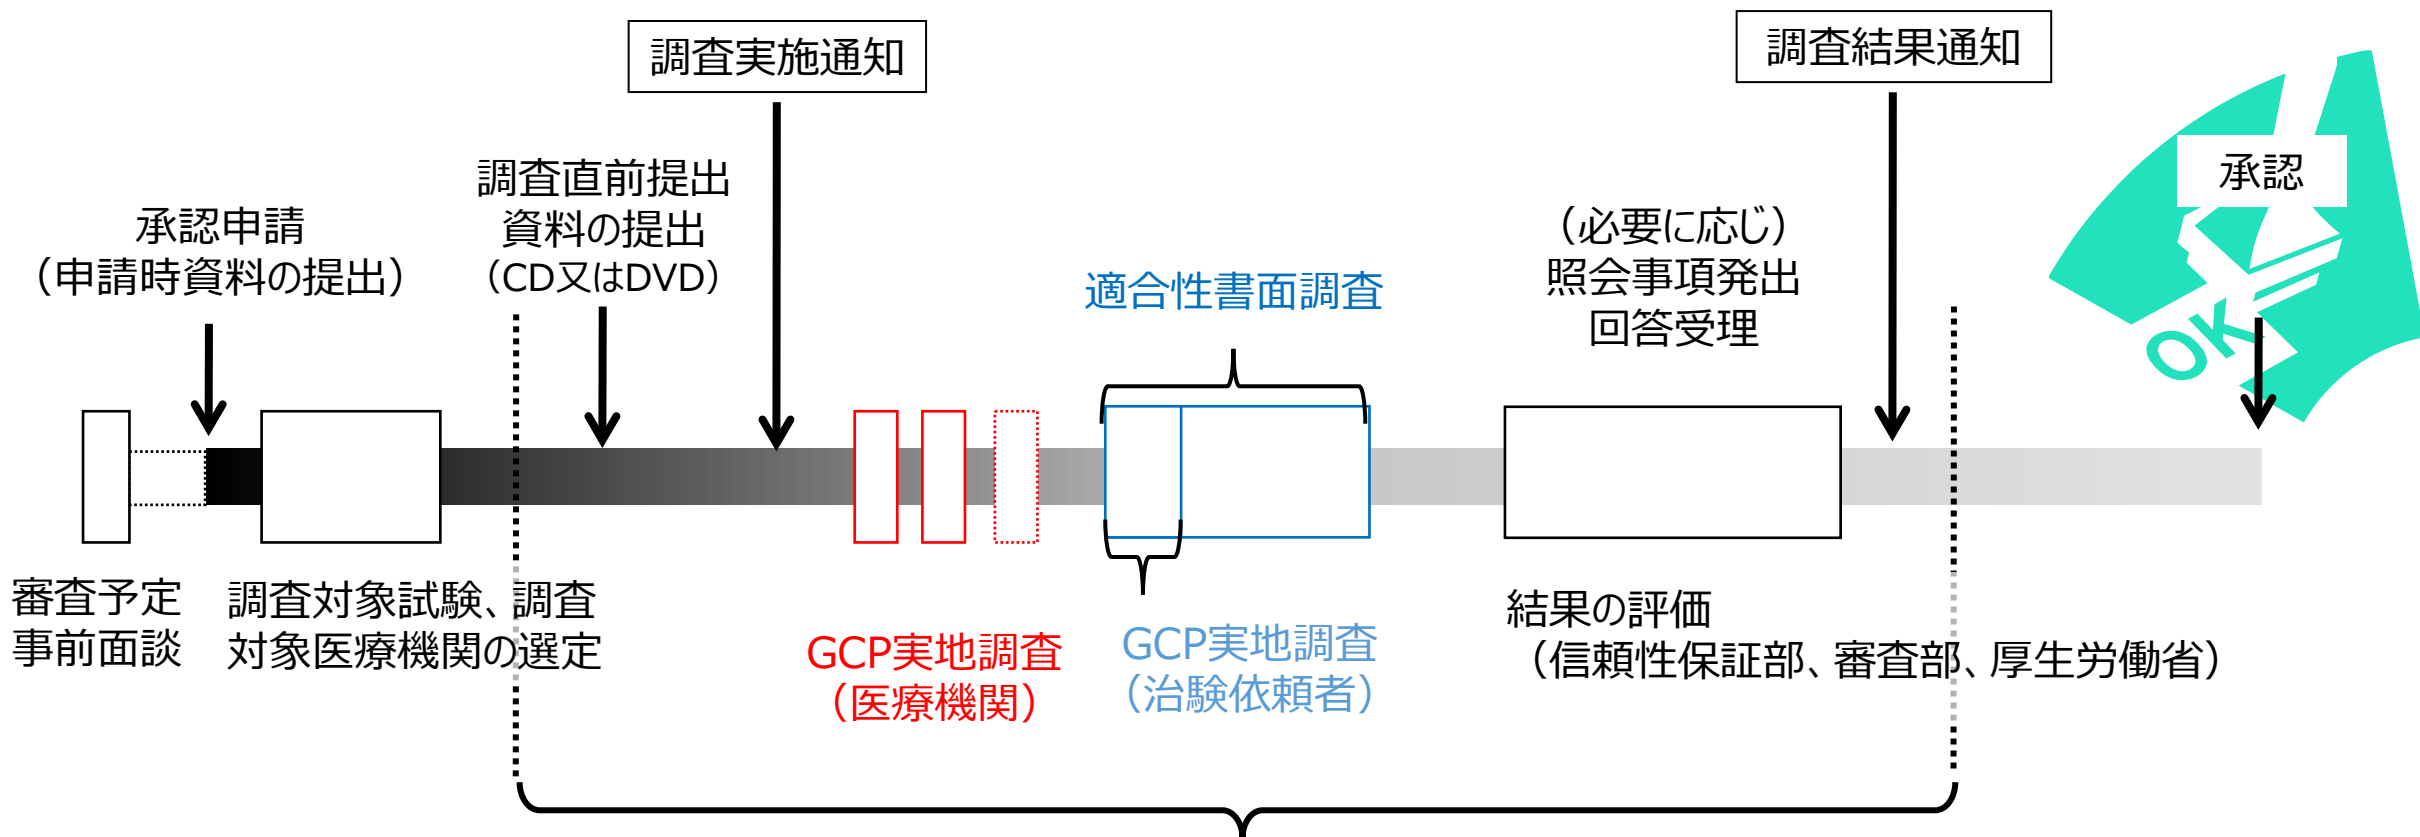 調査実施通知
調査結果通知
承認
調査直前提出
資料の提出
（CD又はDVD）
承認申請
（申請時資料の提出）
（必要に応じ）
照会事項発出
回答受理
適合性書面調査
OK
審査予定
事前面談
調査対象試験、調査
対象医療機関の選定
GCP実地調査
（医療機関）
GCP実地調査
（治験依頼者）
結果の評価
（信頼性保証部、審査部、厚生労働省）